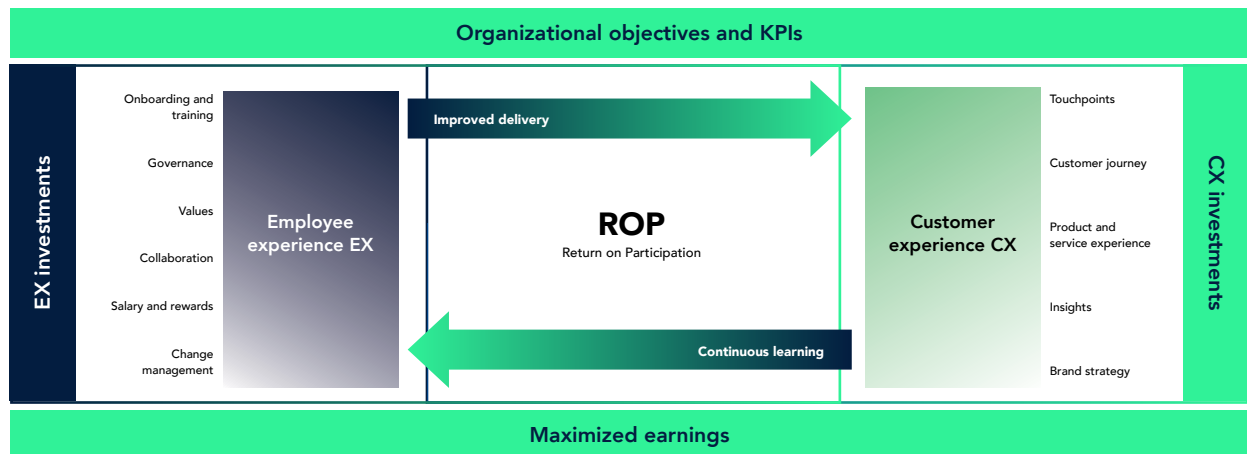 Organizational objectives and KPIs
EX investments
Onboarding and
training
Governance
Values
Collaboration
Salary and rewards
Change
management
Employee
experience EX
Improved delivery
ROP
Return on Participation
Continuous learning
Customer
experience CX
Touchpoints
Customer journey
Product and
service experience
Insights
Brand strategy
CX investments
Maximized earnings